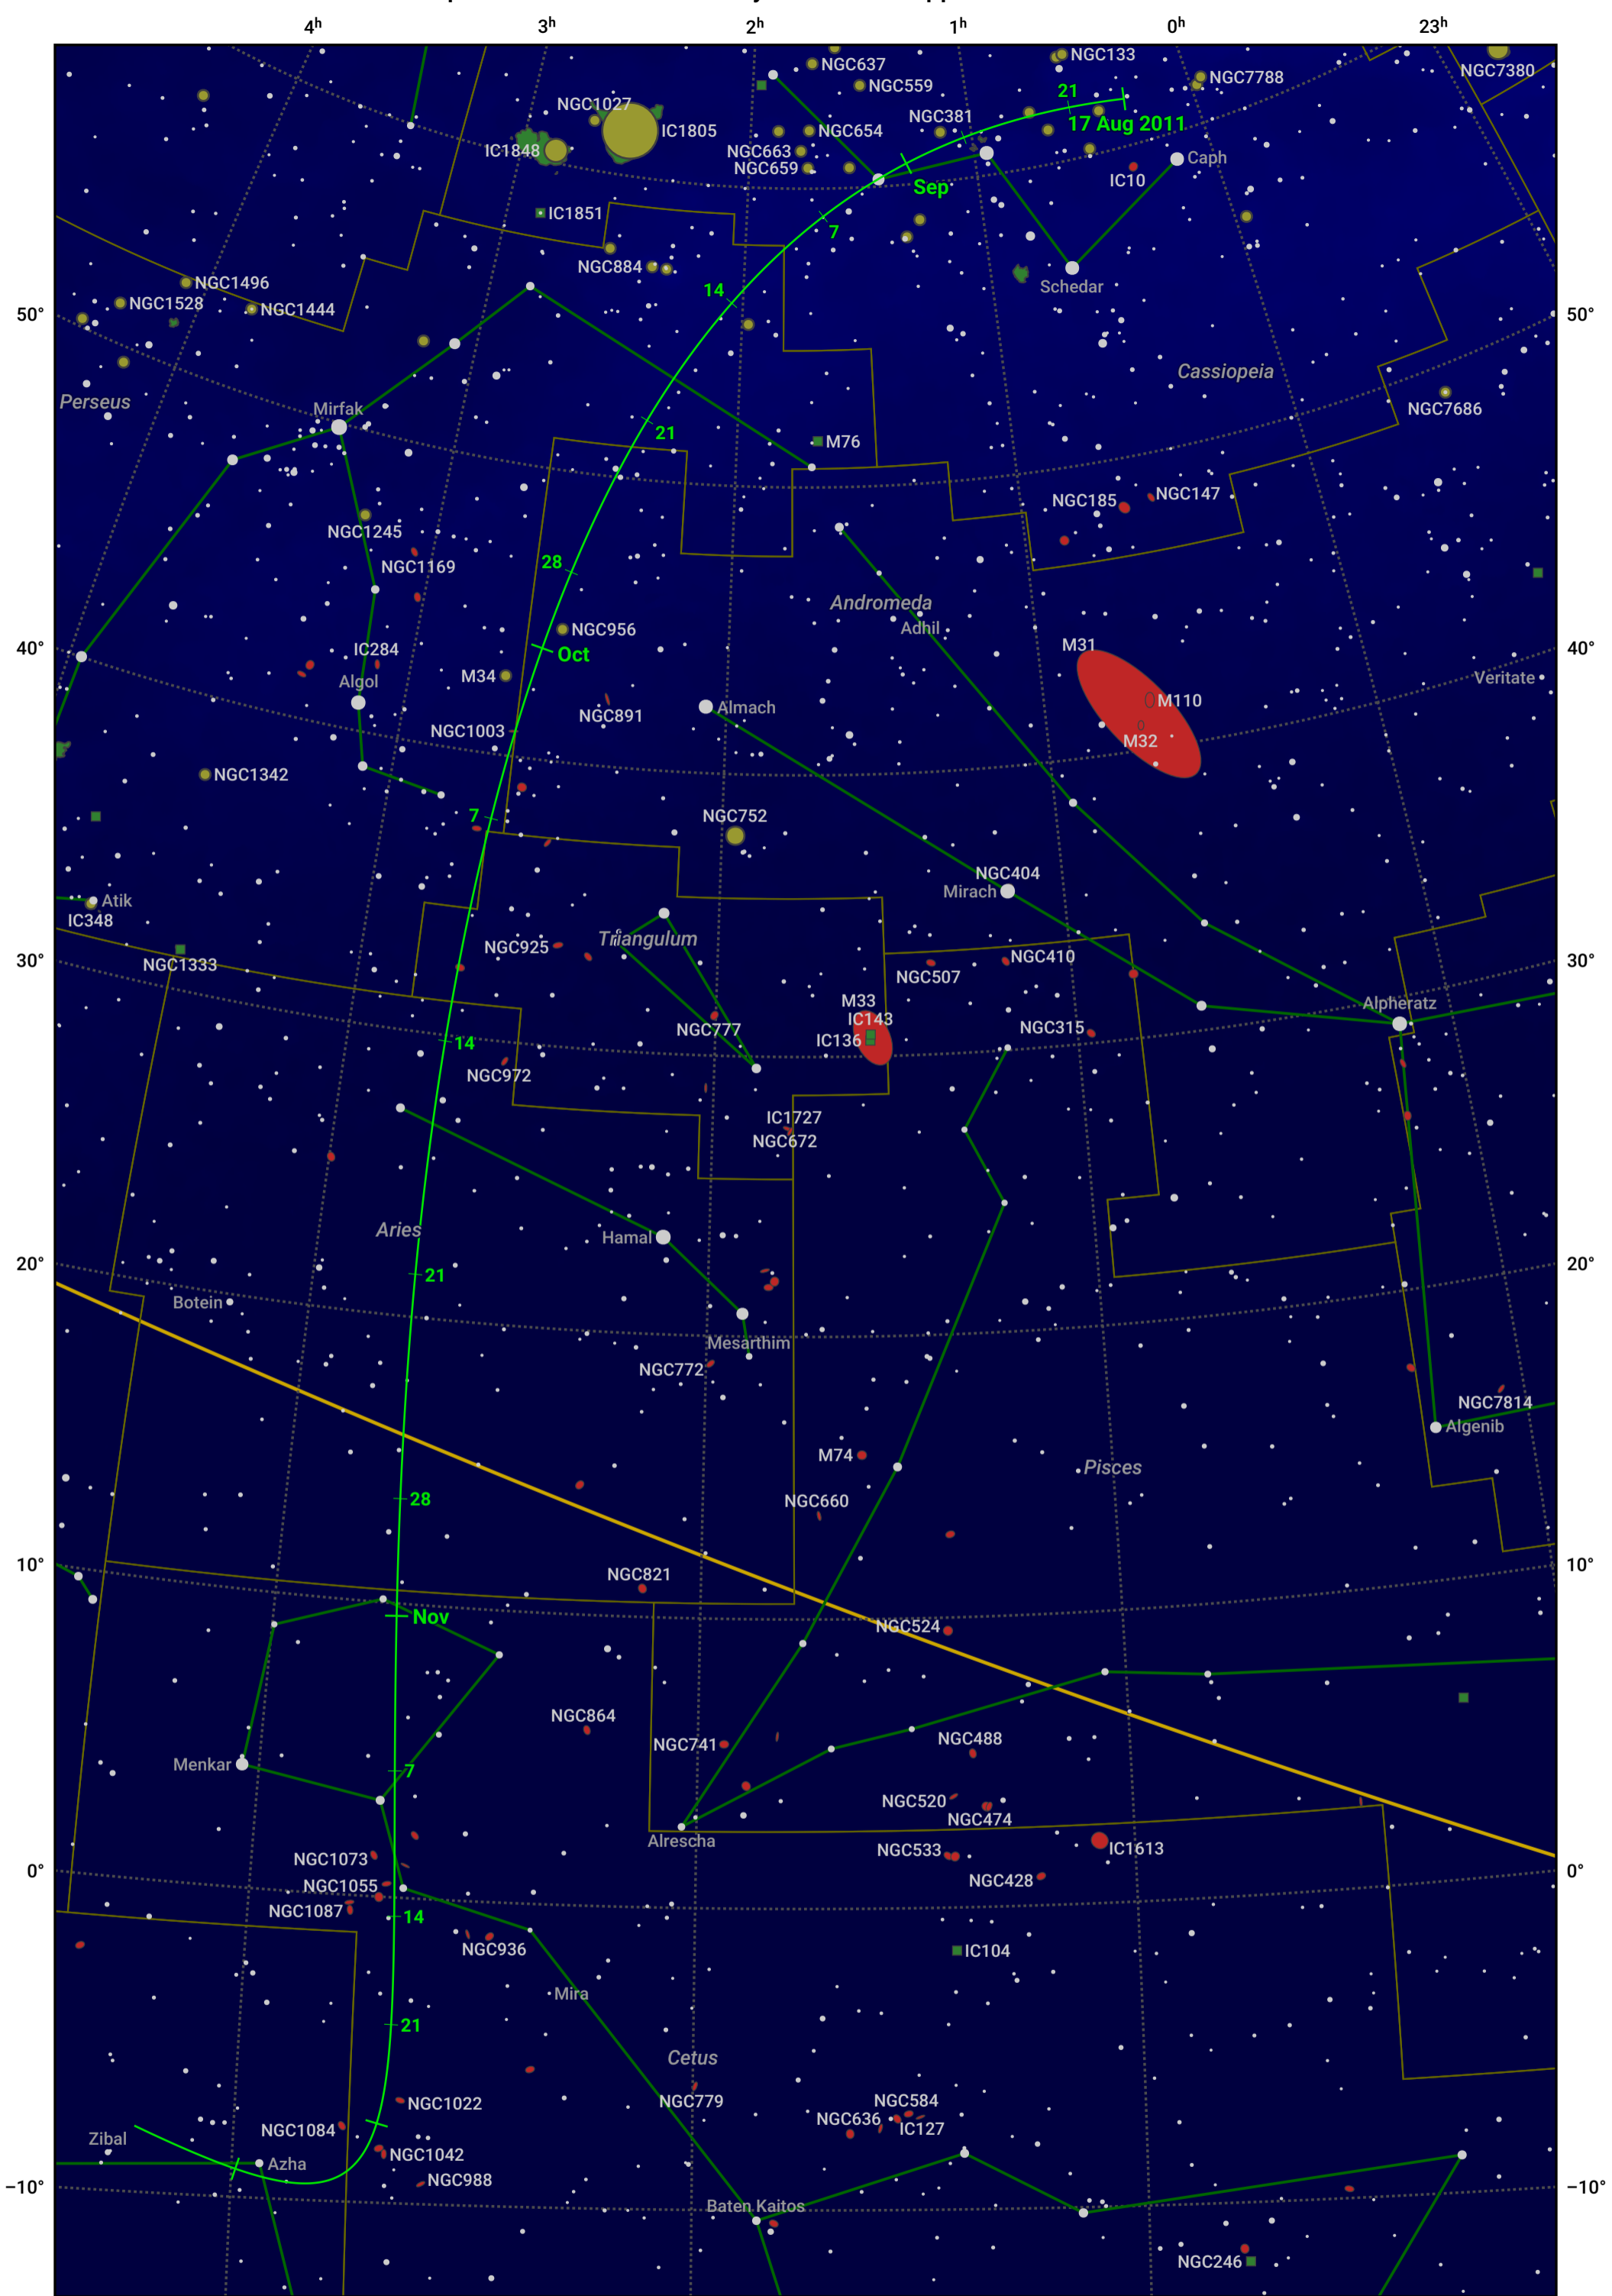 4h 3h 2h 1h 0h 23h
NGC637
NGC133
NGC7380
NGC7788
NGC559
21
NGC1027
NGC381
17 Aug 2011
IC1805
NGC654
IC1848
NGC663
Caph
NGC659
IC10
Sep
IC1851
7
NGC884
NGC1496
Schedar
14
NGC1528
NGC1444
50° 50°
Cassiopeia
Perseus
Mirfak
NGC7686
21
M76
NGC185
NGC147
NGC1245
28
NGC1169
Andromeda
Adhil
NGC956
M31
40° 40°
IC284
Oct
M34
Veritate
Algol
M110
Almach
NGC891
NGC1003
M32
NGC1342
7
NGC752
NGC404
Mirach
Atik
IC348
Triangulum
NGC925
NGC410
30° 30°
NGC1333
NGC507
M33
Alpheratz
IC143
NGC777
NGC315
IC136
14
NGC972
IC1727
NGC672
Aries
Hamal
20° 20°
21
Botein
Mesarthim
NGC772
NGC7814
Algenib
M74
Pisces
28
NGC660
10° 10°
NGC821
Nov
NGC524
NGC864
NGC488
NGC741
Menkar
7
NGC520
NGC474
Alrescha
IC1613
NGC533
NGC1073
0° 0°
NGC428
NGC1055
NGC1087
14
NGC936
IC104
Mira
21
Cetus
NGC779
NGC584
NGC1022
NGC636
IC127
NGC1084
Zibal
NGC1042
Azha
NGC988
−10° −10°
Baten Kaitos
NGC246